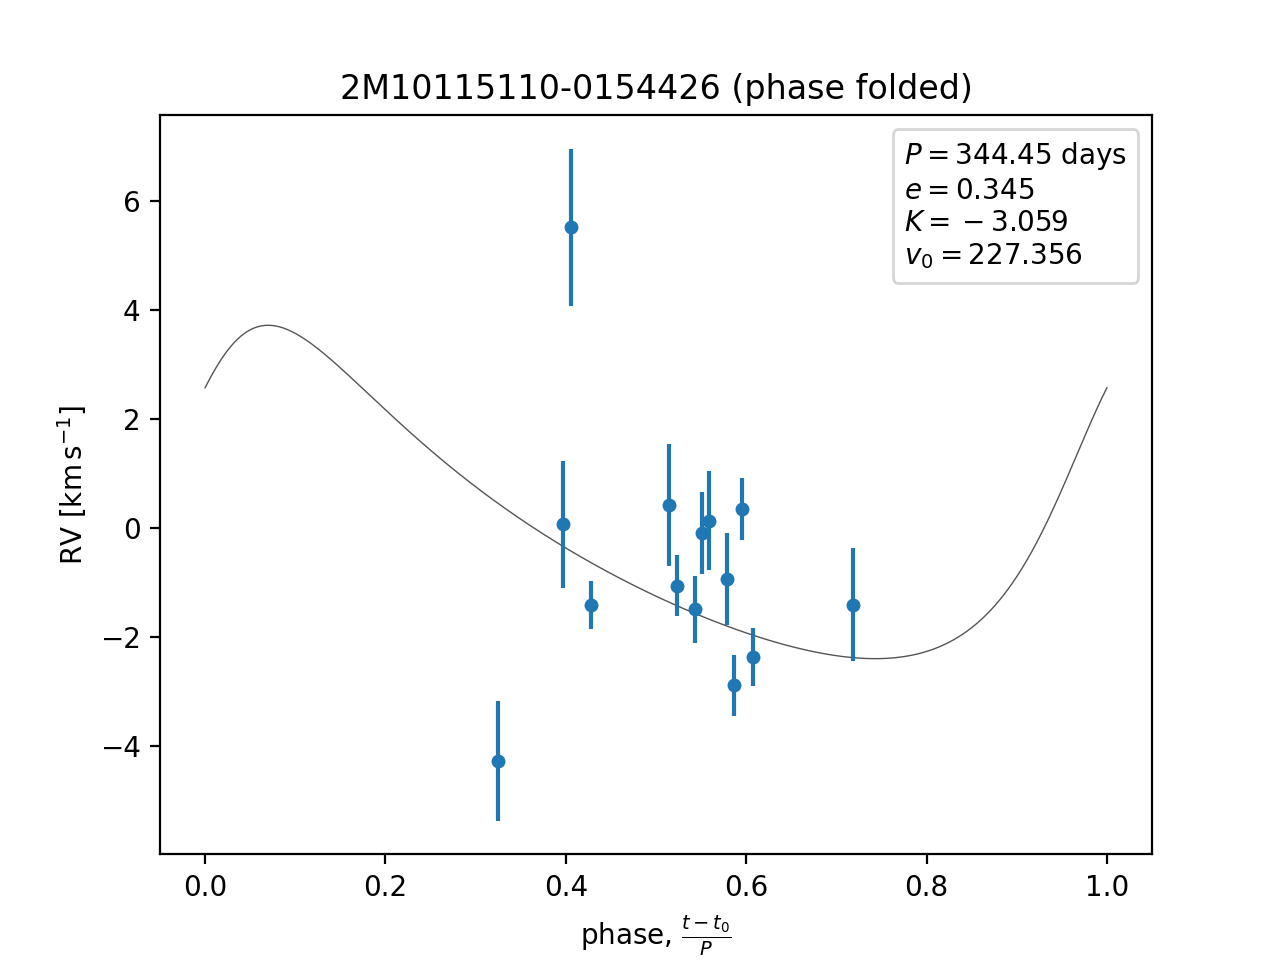 2M10115110-0154426 (phase folded)
P = 344.45 days
e = 0.345
K = −3.059
v₀ = 227.356
6
4
2
0
−2
−4
RV [km s⁻¹]
0.0 0.2 0.4 0.6 0.8 1.0
phase, (t − t₀)/P